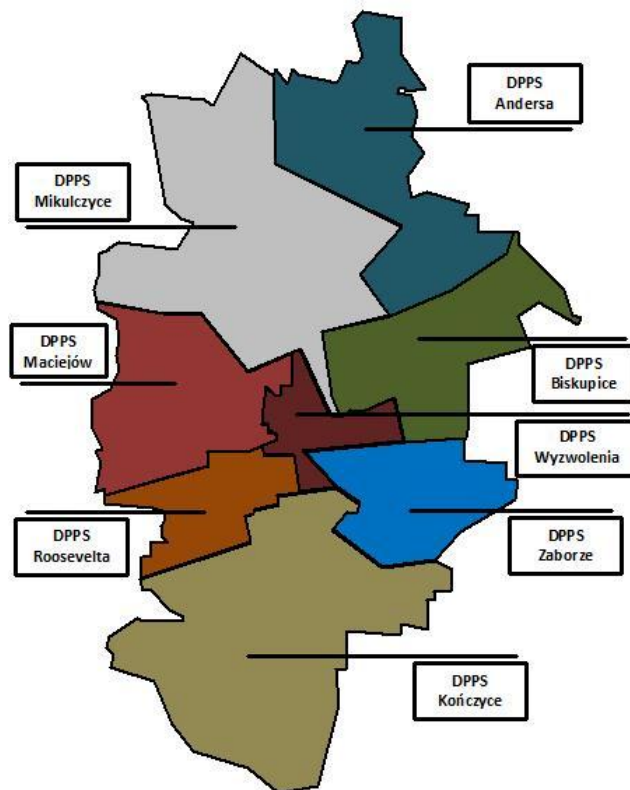 DPPS
Andersa
DPPS
Mikulczyce
DPPS
Maciejów
DPPS
Biskupice
DPPS
Wyzwolenia
DPPS
Roosevelta
DPPS
Zaborze
DPPS
Kończyce